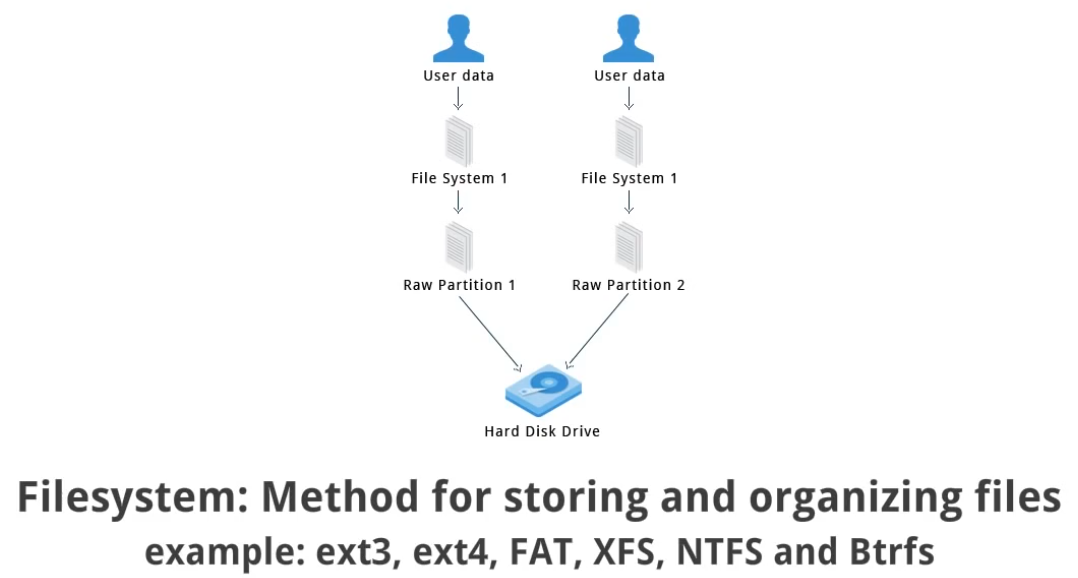 User data
User data
File System 1
File System 1
Raw Partition 1
Raw Partition 2
Hard Disk Drive
Filesystem: Method for storing and organizing files
example: ext3, ext4, FAT, XFS, NTFS and Btrfs